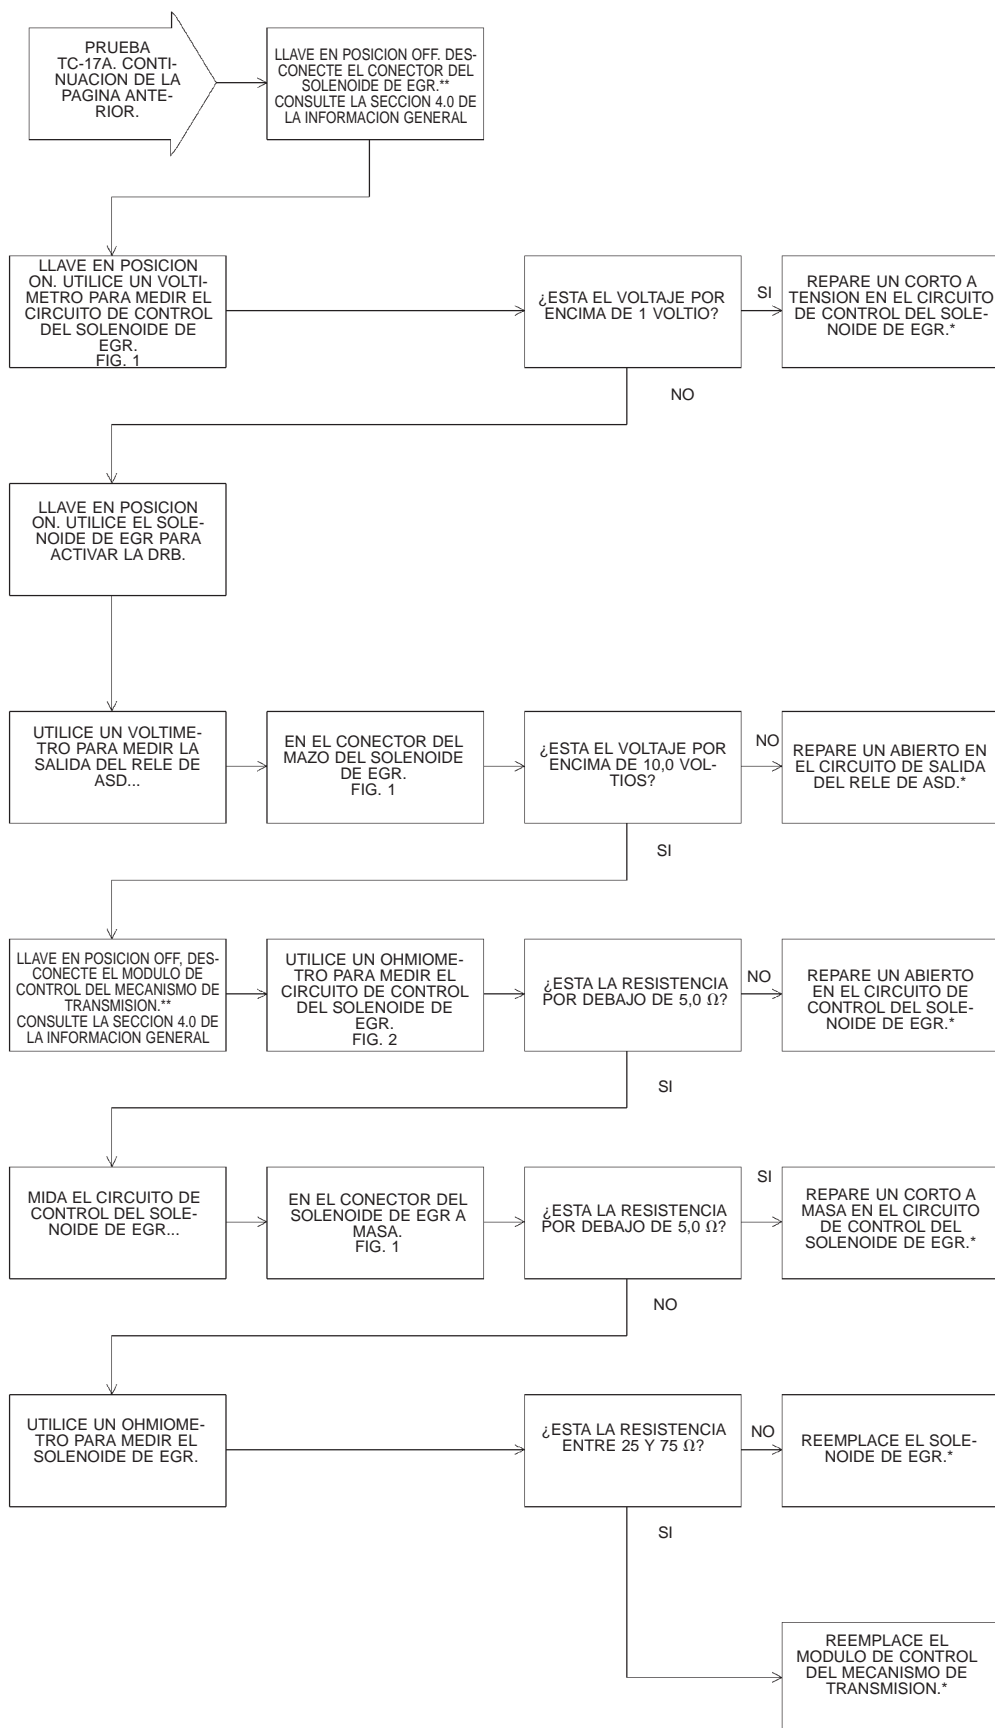 PRUEBA
TC-17A. CONTI-
NUACION DE LA
PAGINA ANTE-
RIOR.
LLAVE EN POSICION OFF. DES-
CONECTE EL CONECTOR DEL
SOLENOIDE DE EGR.**
CONSULTE LA SECCION 4.0 DE
LA INFORMACION GENERAL
LLAVE EN POSICION
ON. UTILICE UN VOLTI-
METRO PARA MEDIR EL
CIRCUITO DE CONTROL
DEL SOLENOIDE DE
EGR.
FIG. 1
¿ESTA EL VOLTAJE POR
ENCIMA DE 1 VOLTIO?
SI
REPARE UN CORTO A
TENSION EN EL CIRCUITO
DE CONTROL DEL SOLE-
NOIDE DE EGR.*
NO
LLAVE EN POSICION
ON. UTILICE EL SOLE-
NOIDE DE EGR PARA
ACTIVAR LA DRB.
UTILICE UN VOLTIME-
TRO PARA MEDIR LA
SALIDA DEL RELE DE
ASD...
EN EL CONECTOR DEL
MAZO DEL SOLENOIDE
DE EGR.
FIG. 1
¿ESTA EL VOLTAJE POR
ENCIMA DE 10,0 VOL-
TIOS?
NO
REPARE UN ABIERTO EN
EL CIRCUITO DE SALIDA
DEL RELE DE ASD.*
SI
LLAVE EN POSICION OFF, DES-
CONECTE EL MODULO DE
CONTROL DEL MECANISMO DE
TRANSMISION.**
CONSULTE LA SECCION 4.0 DE
LA INFORMACION GENERAL
UTILICE UN OHMIOMETRO
PARA MEDIR EL
CIRCUITO DE CONTROL
DEL SOLENOIDE DE
EGR.
FIG. 2
¿ESTA LA RESISTENCIA
POR DEBAJO DE 5,0 Ω?
NO
REPARE UN ABIERTO
EN EL CIRCUITO DE
CONTROL DEL SOLE-
NOIDE DE EGR.*
SI
MIDA EL CIRCUITO DE
CONTROL DEL SOLE-
NOIDE DE EGR...
EN EL CONECTOR DEL
SOLENOIDE DE EGR A
MASA.
FIG. 1
¿ESTA LA RESISTENCIA
POR DEBAJO DE 5,0 Ω?
SI
REPARE UN CORTO A
MASA EN EL CIRCUITO
DE CONTROL DEL
SOLENOIDE DE EGR.*
NO
UTILICE UN OHMIOME-
TRO PARA MEDIR EL
SOLENOIDE DE EGR.
¿ESTA LA RESISTENCIA
ENTRE 25 Y 75 Ω?
NO
REEMPLACE EL SOLE-
NOIDE DE EGR.*
SI
REEMPLACE EL
MODULO DE CONTROL
DEL MECANISMO DE
TRANSMISION.*